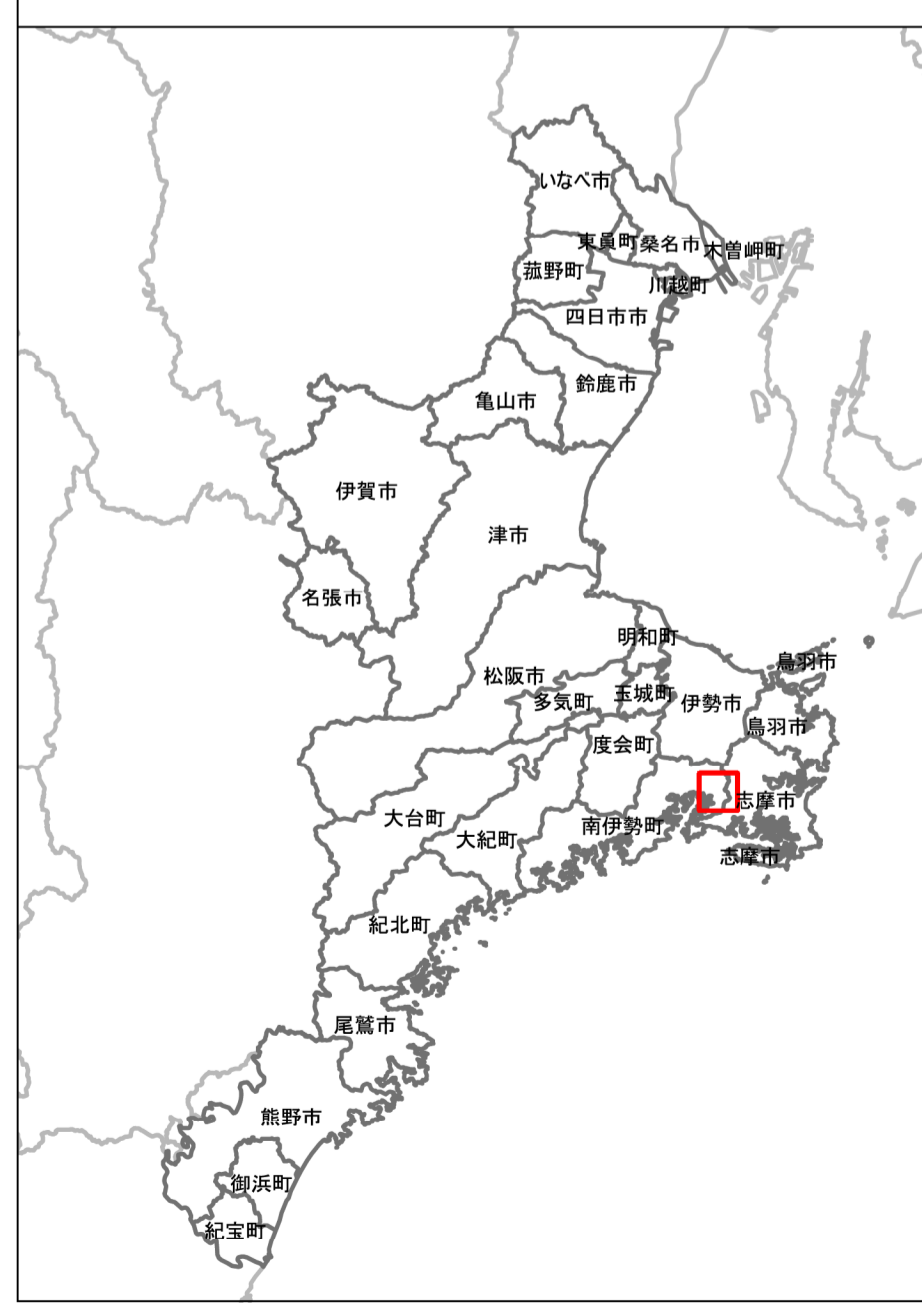 いなべ市
東員町
桑名市
木曽岬町
菰野町
川越町
四日市市
鈴鹿市
亀山市
伊賀市
津市
名張市
明和町
鳥羽市
松阪市
多気町
玉城町
伊勢市
鳥羽市
度会町
志摩市
大台町
南伊勢町
大紀町
志摩市
紀北町
尾鷲市
熊野市
御浜町
紀宝町